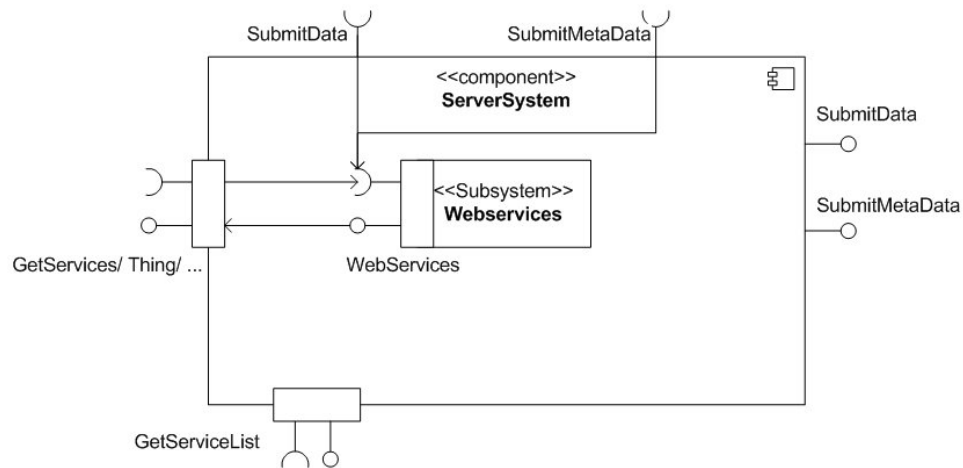 SubmitData
SubmitMetaData
<<component>>
ServerSystem
SubmitData
<<Subsystem>>
Webservices
SubmitMetaData
GetServices/ Thing/ ...
WebServices
GetServiceList